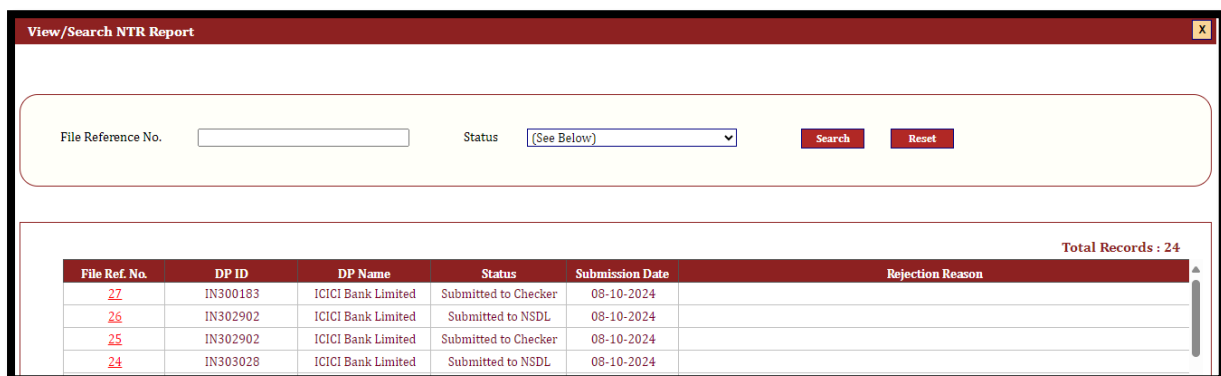 View/Search NTR Report X
File Reference No. Status (See Below) Search Reset
Total Records : 24
File Ref. No. DP ID DP Name Status Submission Date Rejection Reason
27 IN300183 ICICI Bank Limited Submitted to Checker 08-10-2024
26 IN302902 ICICI Bank Limited Submitted to NSDL 08-10-2024
25 IN302902 ICICI Bank Limited Submitted to Checker 08-10-2024
24 IN303028 ICICI Bank Limited Submitted to NSDL 08-10-2024